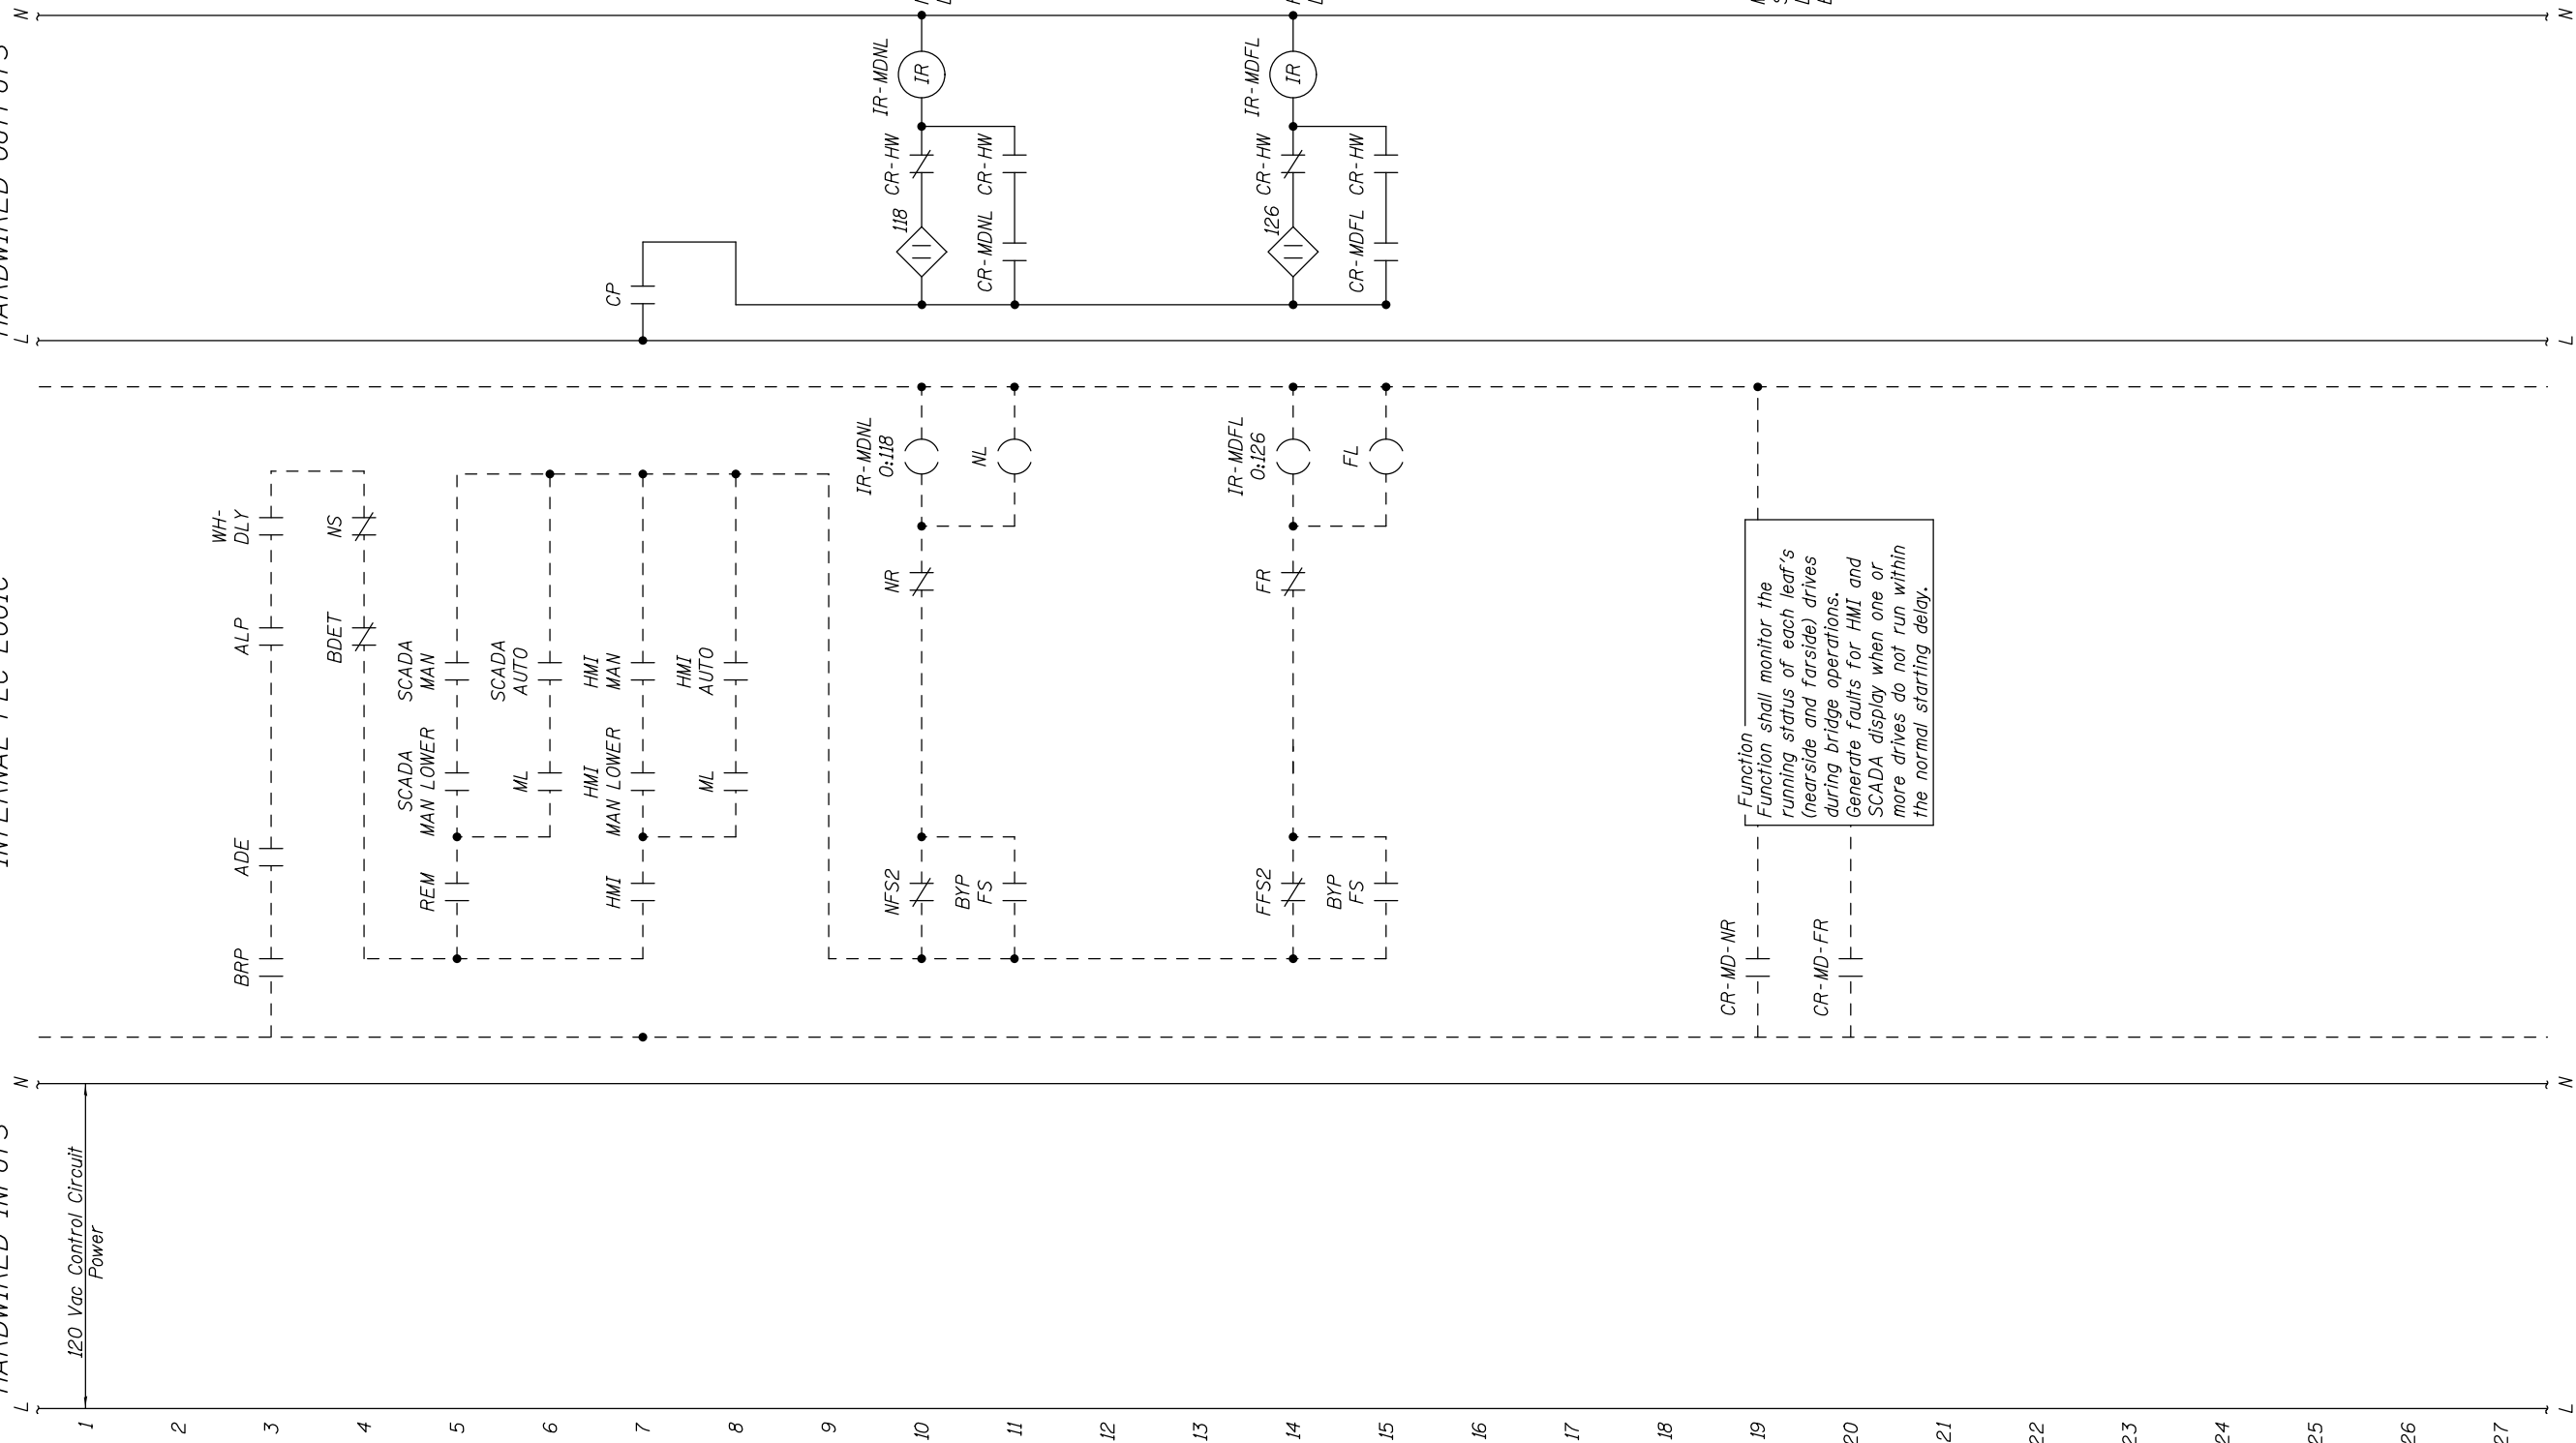 L
N
L
N
1
120 Vac Control Circuit
Power
2
3
BRP
ADE
ALP
WH-
DLY
4
BDET
NS
5
REM
SCADA
MAN LOWER
SCADA
MAN
6
ML
SCADA
AUTO
7
HMI
HMI
MAN LOWER
HMI
MAN
CP
8
ML
HMI
AUTO
9
10
NFS2
NR
IR-MDNL
O:118
118
CR-HW
IR-MDNL
IR
11
BYP
FS
NL
CR-MDNL
CR-HW
12
13
14
FFS2
FR
IR-MDFL
O:126
126
CR-HW
IR-MDFL
IR
15
BYP
FS
FL
CR-MDFL
CR-HW
16
17
18
19
CR-MD-NR
Function
Function shall monitor the
running status of each leaf's
(nearside and farside) drives
during bridge operations.
Generate faults for HMI and
SCADA display when one or
more drives do not run within
the normal starting delay.
20
CR-MD-FR
21
22
23
24
25
26
27
L
N
L
N